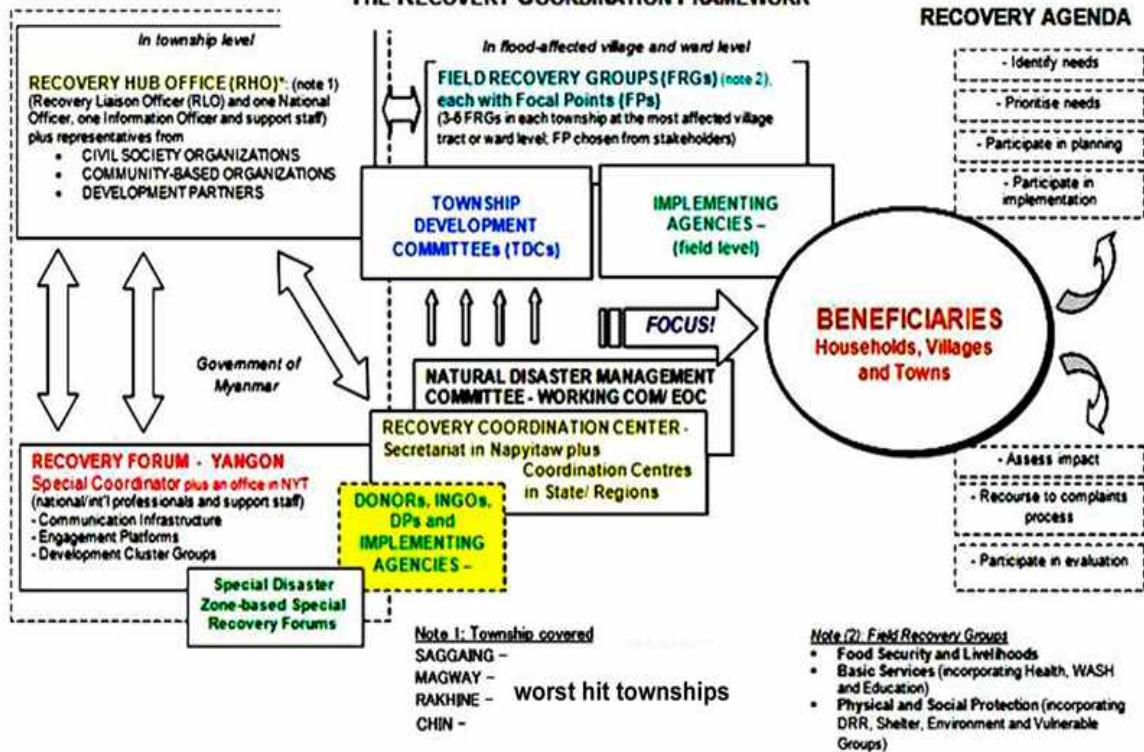 THE RECOVERY COORDINATION FRAMEWORK
RECOVERY AGENDA
In township level
RECOVERY HUB OFFICE (RHO)*: (note 1)
(Recovery Liaison Officer (RLO) and one National
Officer, one Information Officer and support staff)
plus representatives from
• CIVIL SOCIETY ORGANIZATIONS
• COMMUNITY-BASED ORGANIZATIONS
• DEVELOPMENT PARTNERS
In flood-affected village and ward level
FIELD RECOVERY GROUPS (FRGs) (note 2),
each with Focal Points (FPs)
(3-6 FRGs in each township at the most affected village
tract or ward level; FP chosen from stakeholders)
TOWNSHIP
DEVELOPMENT
COMMITTEEs (TDCs)
IMPLEMENTING
AGENCIES –
(field level)
- Identify needs
- Prioritise needs
- Participate in planning
- Participate in
implementation
FOCUS!
BENEFICIARIES
Households, Villages
and Towns
Government of
Myanmar
NATURAL DISASTER MANAGEMENT
COMMITTEE - WORKING COM/ EOC
RECOVERY COORDINATION CENTER -
Secretariat in Napyitaw plus
Coordination Centres
in State/ Regions
RECOVERY FORUM - YANGON
Special Coordinator plus an office in NYT
(national/int'l professionals and support staff)
- Communication Infrastructure
- Engagement Platforms
- Development Cluster Groups
DONORs, INGOs,
DPs and
IMPLEMENTING
AGENCIES –
Special Disaster
Zone-based Special
Recovery Forums
- Assess impact
- Recourse to complaints
process
- Participate in evaluation
Note 1: Township covered
SAGGAING –
MAGWAY –
RAKHINE –
CHIN –
worst hit townships
Note (2): Field Recovery Groups
• Food Security and Livelihoods
• Basic Services (incorporating Health, WASH
and Education)
• Physical and Social Protection (incorporating
DRR, Shelter, Environment and Vulnerable
Groups)